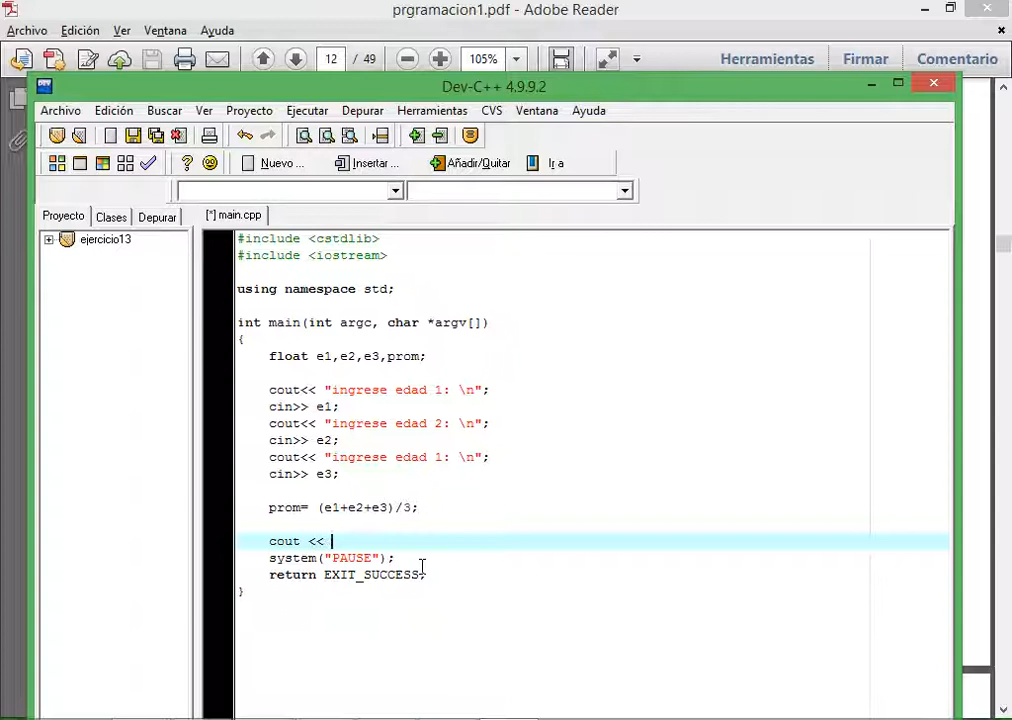 prgramacion1.pdf - Adobe Reader
Archivo Edición Ver Ventana Ayuda
12 / 49 105% Herramientas Firmar Comentario
Dev-C++ 4.9.9.2
Archivo Edición Buscar Ver Proyecto Ejecutar Depurar Herramientas CVS Ventana Ayuda
Nuevo ... Insertar ... Añadir/Quitar Ir a
Proyecto Clases Depurar [*] main.cpp
ejercicio13
#include <cstdlib>
#include <iostream>
using namespace std;
int main(int argc, char *argv[])
{
float e1,e2,e3,prom;
cout<< "ingrese edad 1: \n";
cin>> e1;
cout<< "ingrese edad 2: \n";
cin>> e2;
cout<< "ingrese edad 1: \n";
cin>> e3;
prom= (e1+e2+e3)/3;
cout <<
system("PAUSE");
return EXIT_SUCCESS;
}